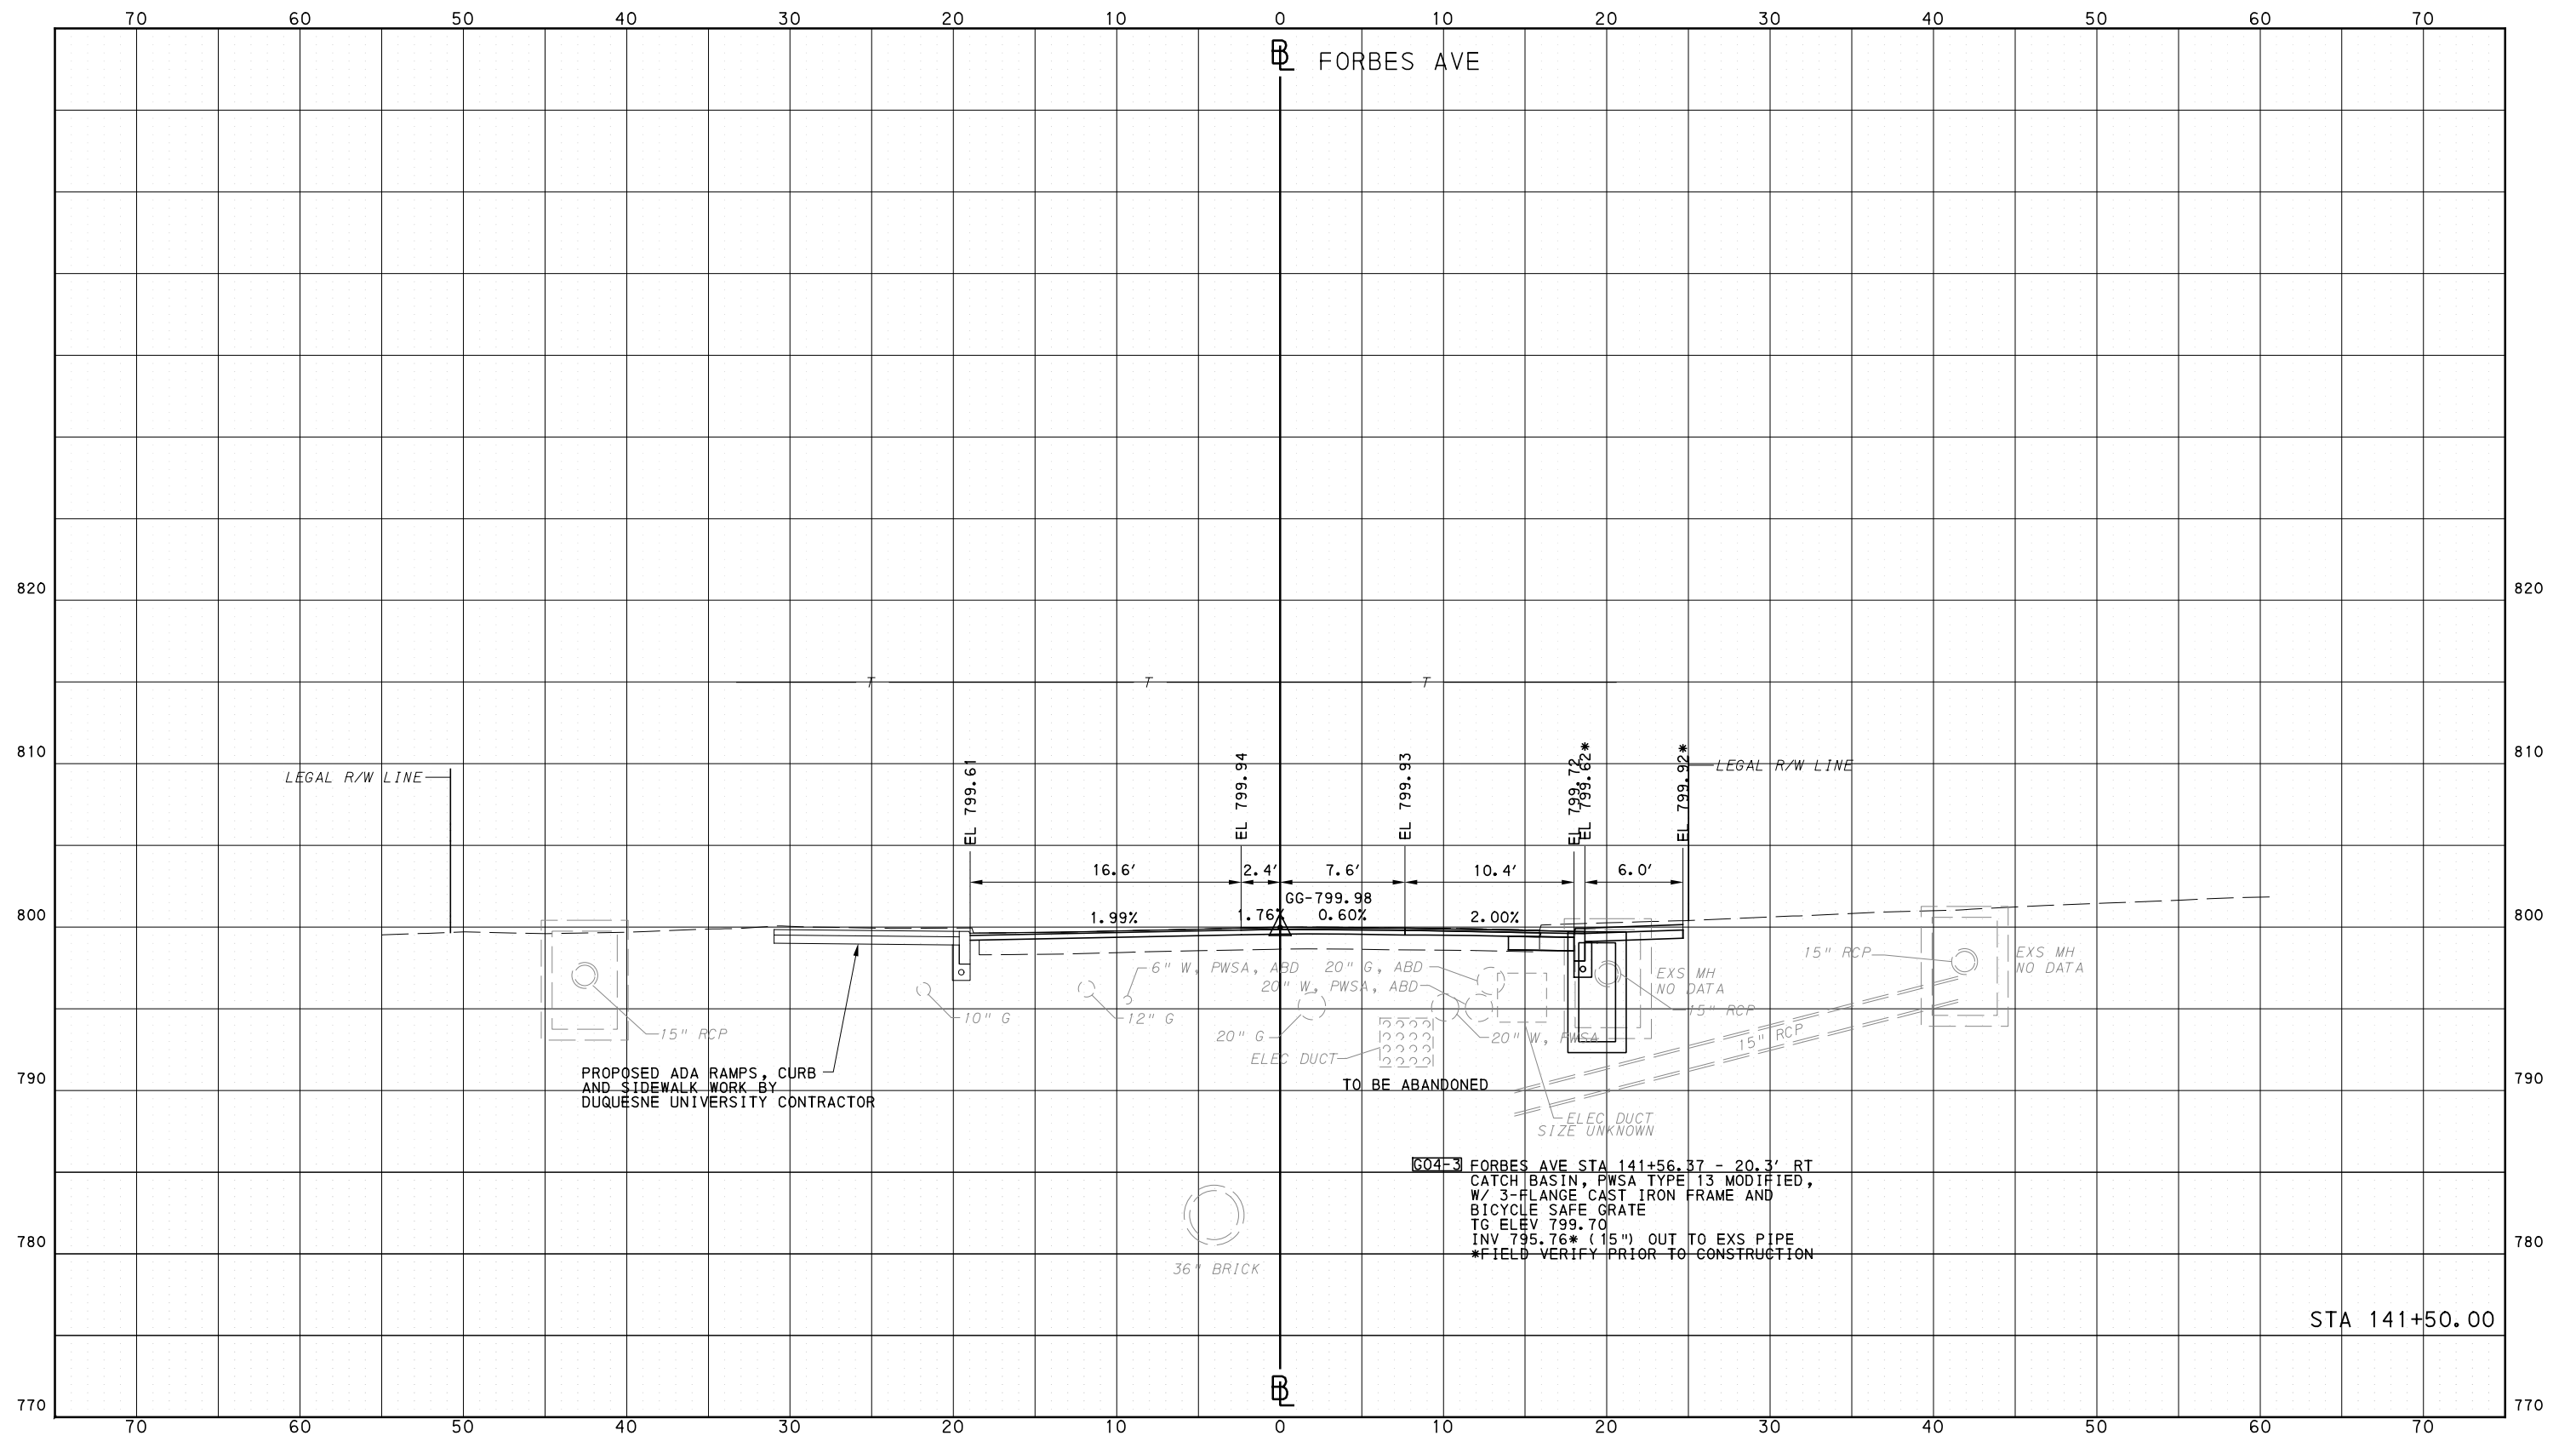 70 60 50 40 30 20 10 0 10 20 30 40 50 60 70
BL FORBES AVE
820 820
T T T
810 810
LEGAL R/W LINE
LEGAL R/W LINE
EL 799.61
EL 799.94
EL 799.93
EL 799.72
EL 799.62*
EL 799.92*
16.6' 2.4' 7.6' 10.4' 6.0'
GG-799.98
1.99% 1.76% 0.60% 2.00%
800 800
15" RCP
EXS MH
NO DATA
6" W, PWSA, ABD
20" G, ABD
EXS MH
NO DATA
20" W, PWSA, ABD
15" RCP
10" G
12" G
15" RCP
20" G
20" W, PWSA
15" RCP
ELEC DUCT
PROPOSED ADA RAMPS, CURB
AND SIDEWALK WORK BY
DUQUESNE UNIVERSITY CONTRACTOR
790 790
TO BE ABANDONED
ELEC DUCT
SIZE UNKNOWN
G04-3 FORBES AVE STA 141+56.37 - 20.3' RT
CATCH BASIN, PWSA TYPE 13 MODIFIED,
W/ 3-FLANGE CAST IRON FRAME AND
BICYCLE SAFE GRATE
TG ELEV 799.70
INV 795.76* (15") OUT TO EXS PIPE
*FIELD VERIFY PRIOR TO CONSTRUCTION
780 780
36" BRICK
STA 141+50.00
BL
770 770
70 60 50 40 30 20 10 0 10 20 30 40 50 60 70